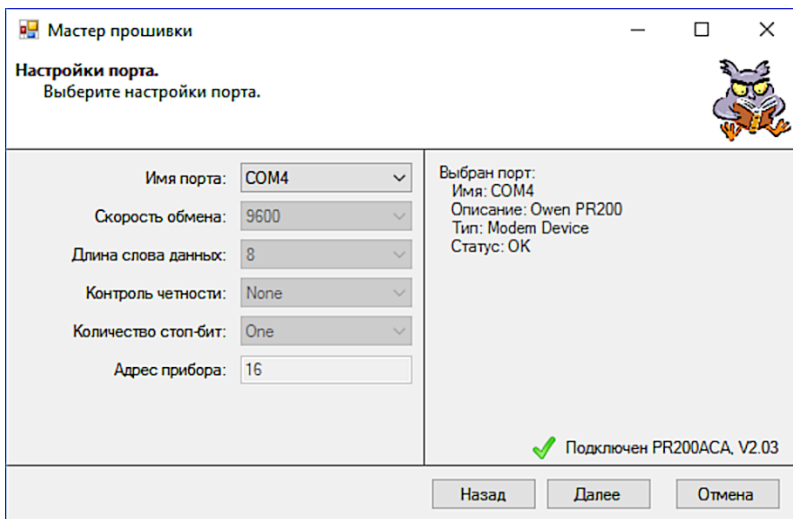 Мастер прошивки
Настройки порта.
Выберите настройки порта.
Имя порта: COM4
Скорость обмена: 9600
Длина слова данных: 8
Контроль четности: None
Количество стоп-бит: One
Адрес прибора: 16
Выбран порт:
Имя: COM4
Описание: Owen PR200
Тип: Modem Device
Статус: OK
Подключен PR200ACA, V2.03
Назад Далее Отмена